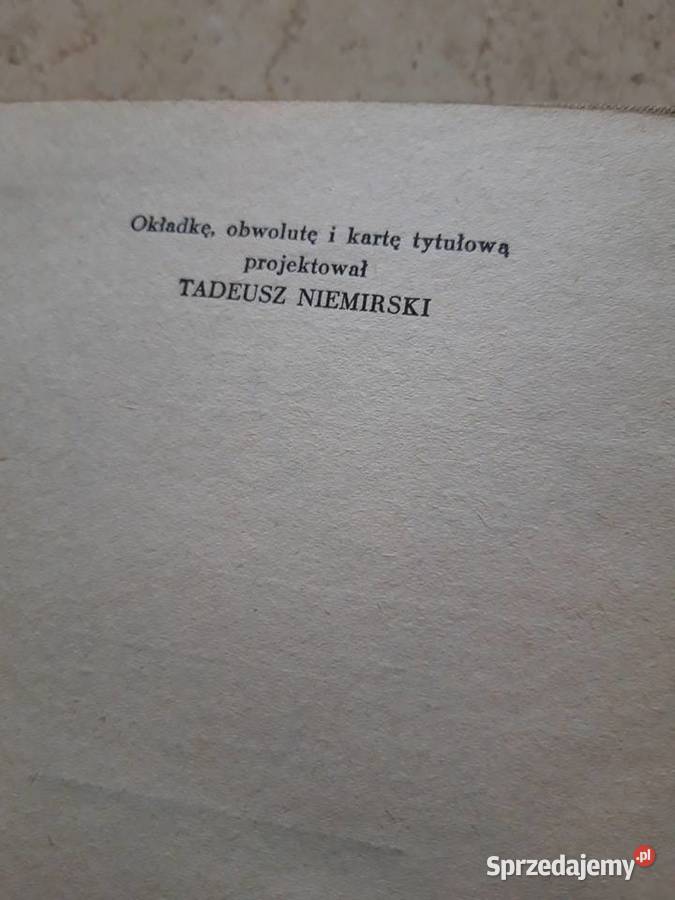 Okładkę, obwolutę i kartę tytułową
projektował
TADEUSZ NIEMIRSKI
Sprzedajemy.pl